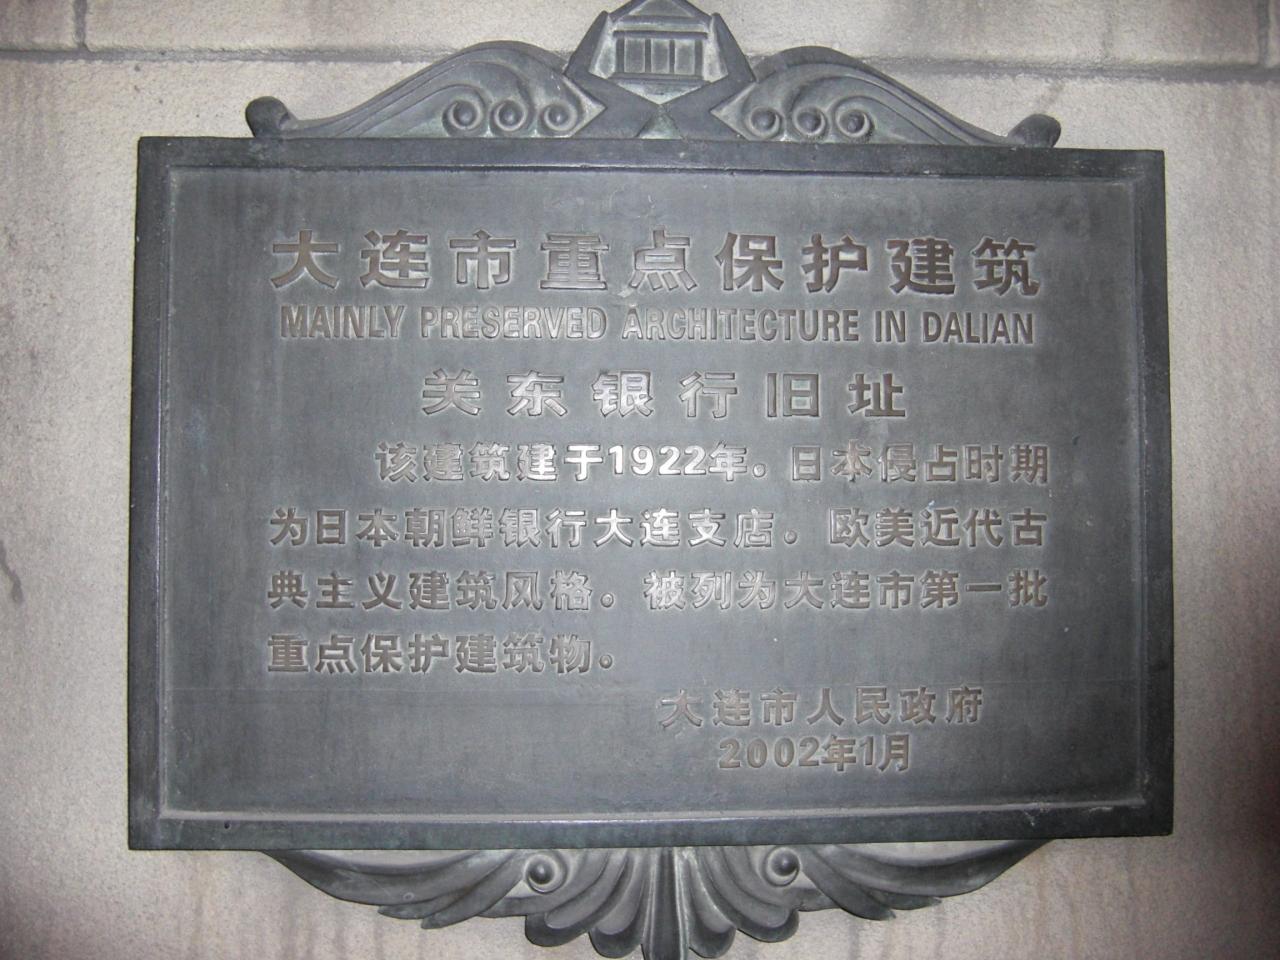 大连市重点保护建筑
MAINLY PRESERVED ARCHITECTURE IN DALIAN
关东银行旧址
该建筑建于1922年。日本侵占时期
为日本朝鲜银行大连支店。欧美近代古
典主义建筑风格。被列为大连市第一批
重点保护建筑物。
大连市人民政府
2002年1月